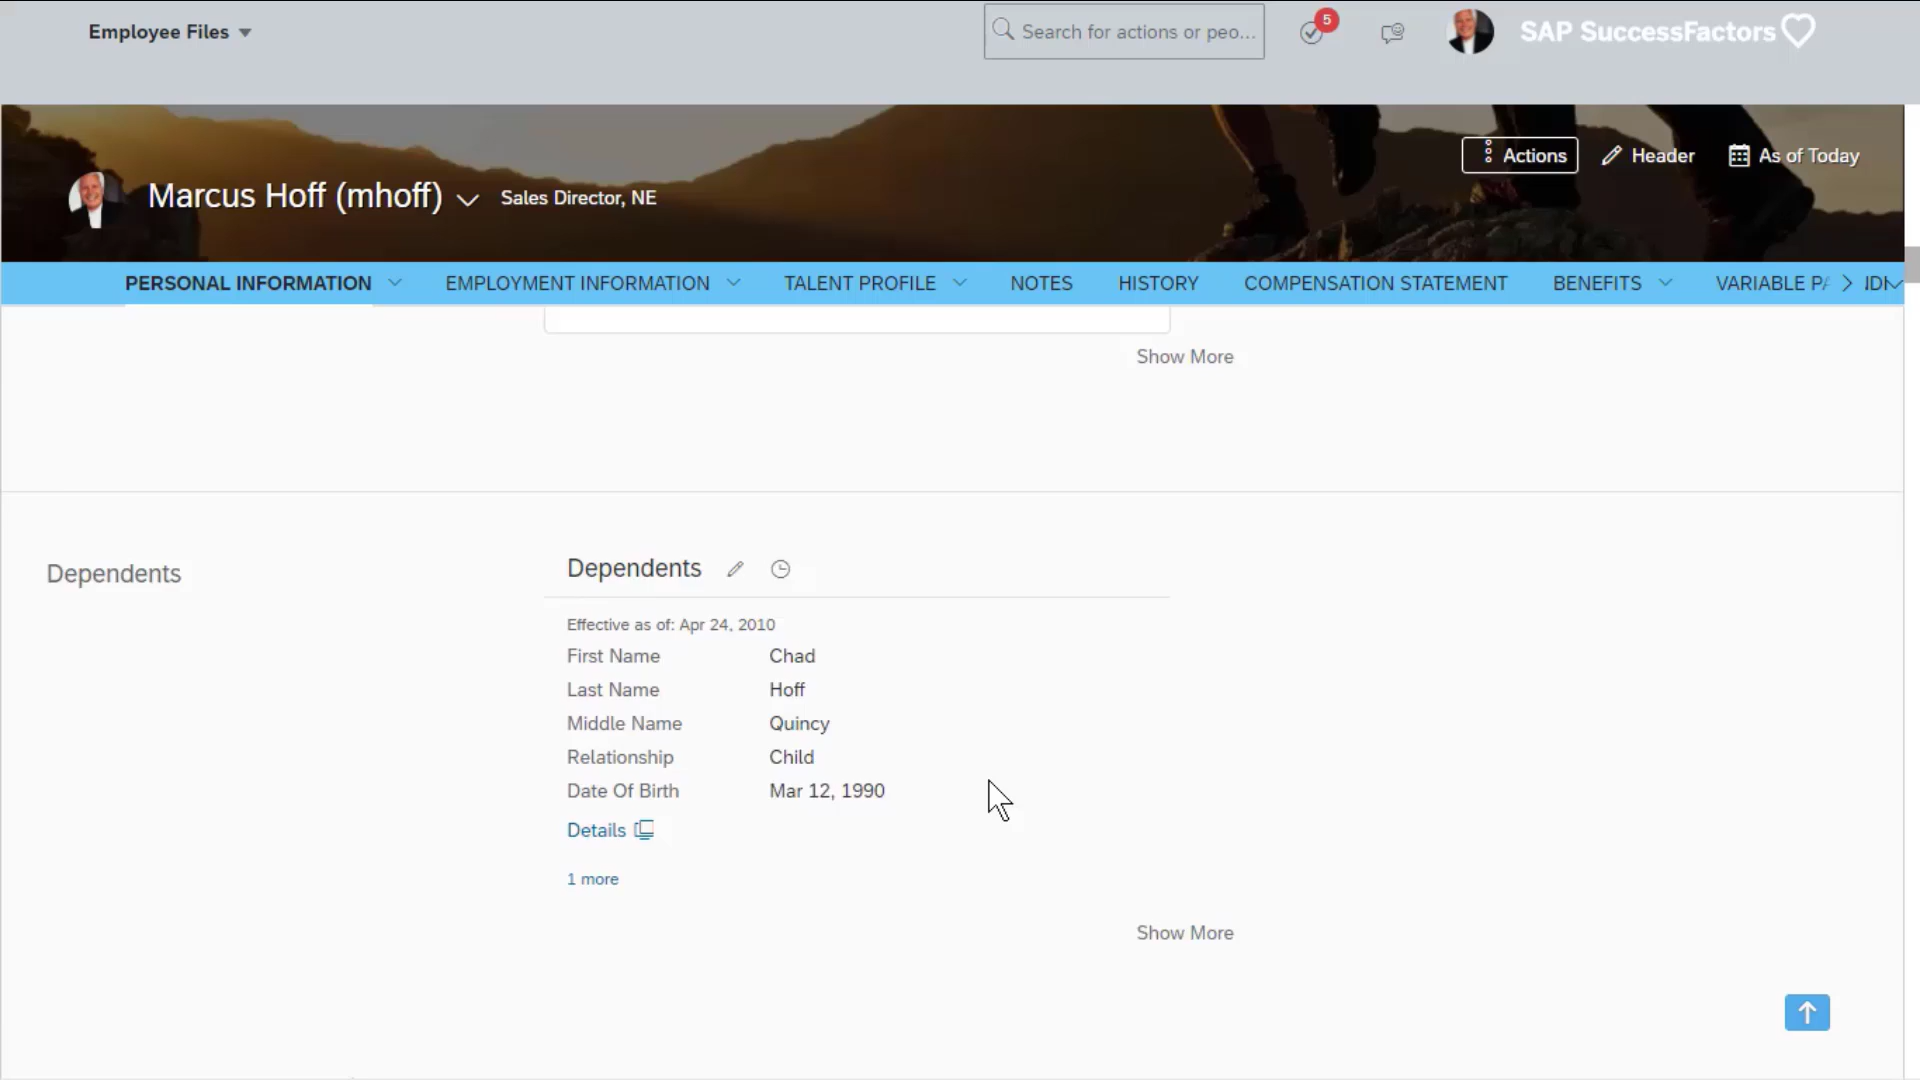 Employee Files
Search for actions or peo...
5
SAP SuccessFactors
Actions
Header
As of Today
Marcus Hoff (mhoff)
Sales Director, NE
PERSONAL INFORMATION
EMPLOYMENT INFORMATION
TALENT PROFILE
NOTES
HISTORY
COMPENSATION STATEMENT
BENEFITS
VARIABLE
Show More
Dependents
Dependents
Effective as of: Apr 24, 2010
First Name Chad
Last Name Hoff
Middle Name Quincy
Relationship Child
Date Of Birth Mar 12, 1990
Details
1 more
Show More